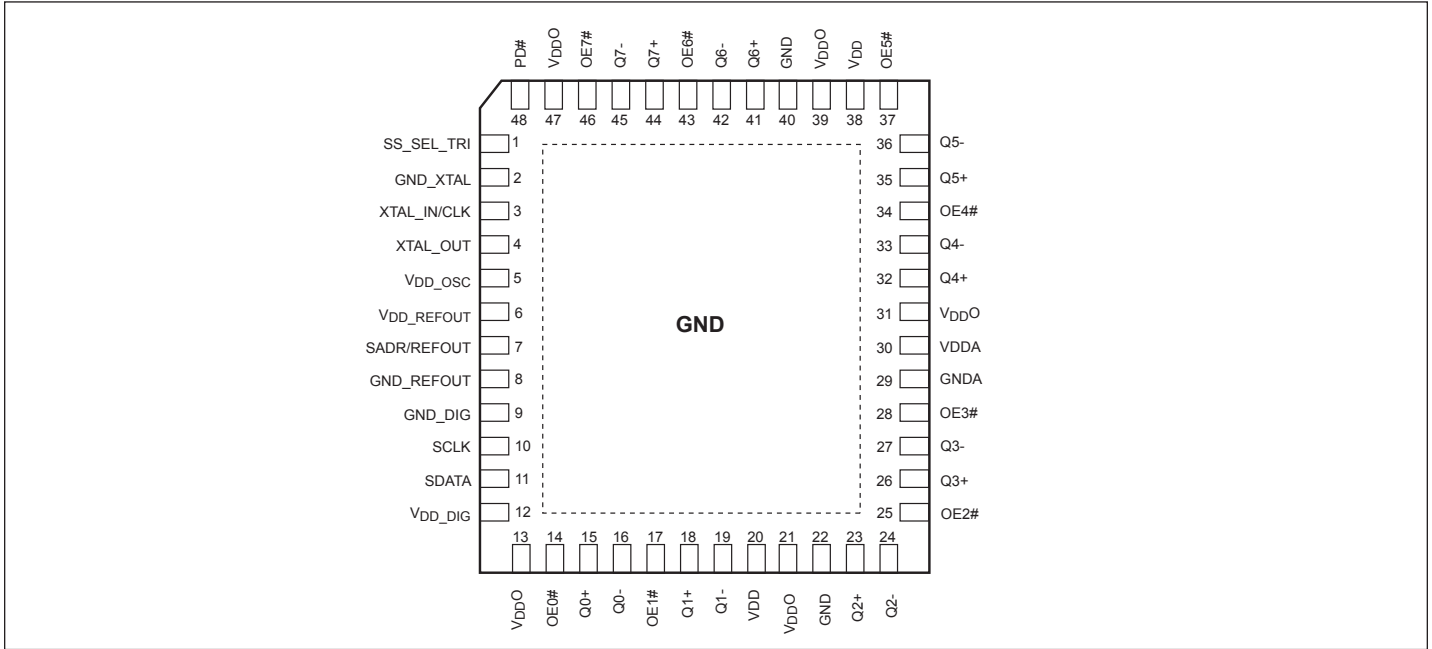 PD#
VDDO
OE7#
Q7-
Q7+
OE6#
Q6-
Q6+
GND
VDDO
VDD
OE5#
48 47 46 45 44 43 42 41 40 39 38 37
SS_SEL_TRI 1
GND_XTAL 2
XTAL_IN/CLK 3
XTAL_OUT 4
VDD_OSC 5
VDD_REFOUT 6
SADR/REFOUT 7
GND_REFOUT 8
GND_DIG 9
SCLK 10
SDATA 11
VDD_DIG 12
GND
36 Q5-
35 Q5+
34 OE4#
33 Q4-
32 Q4+
31 VDDO
30 VDDA
29 GNDA
28 OE3#
27 Q3-
26 Q3+
25 OE2#
13 14 15 16 17 18 19 20 21 22 23 24
VDDO
OE0#
Q0+
Q0-
OE1#
Q1+
Q1-
VDD
VDDO
GND
Q2+
Q2-